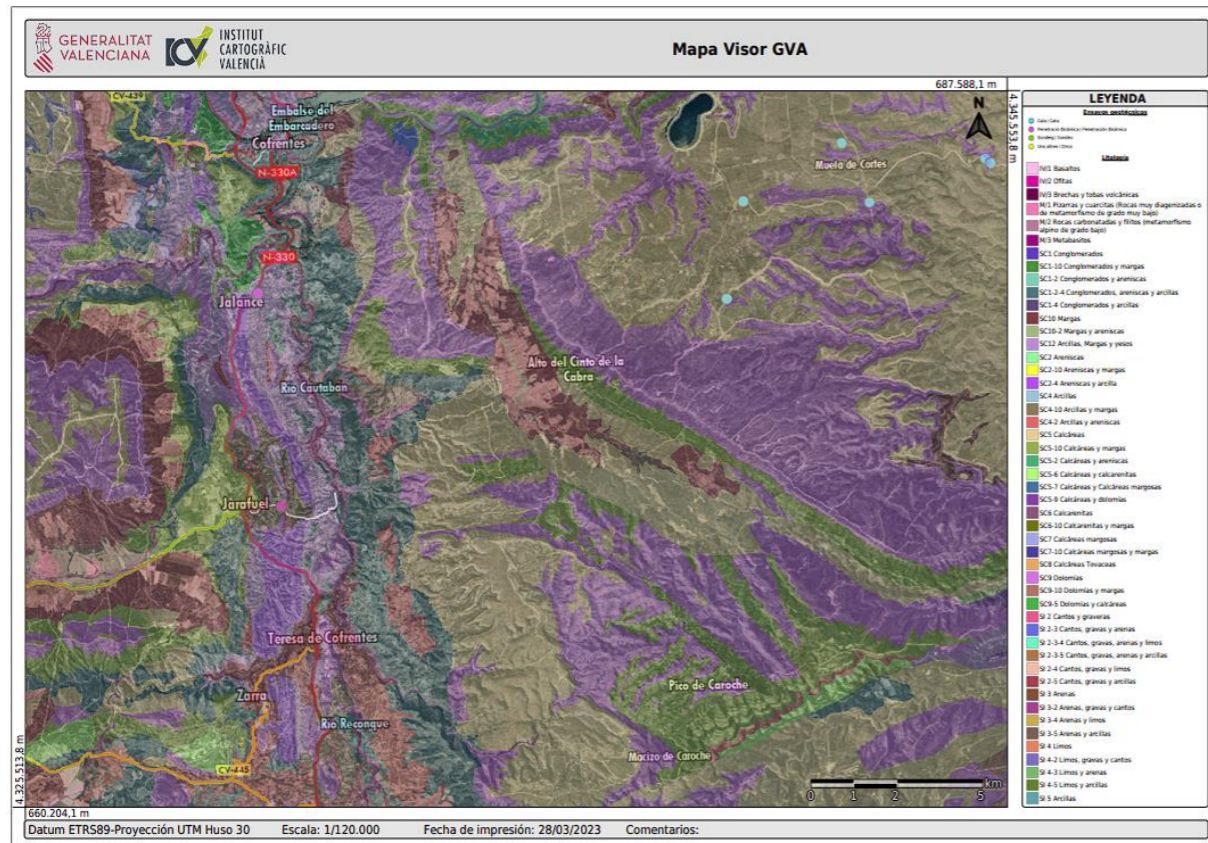 GENERALITAT
VALENCIANA
INSTITUT
CARTOGRÀFIC
VALENCIÀ
Mapa Visor GVA
687.588,1 m
4.345.553,8 m
N
CV-439
Embalse del
Embarcadero
Cofrentes
N-330A
N-330
Jalance
Muela de Cortes
Alto del Cinto de la
Cabra
Río Cautabán
Jarafuel
Teresa de Cofrentes
Zarra
Río Reconque
CV-445
Pico de Caroche
Macizo de Caroche
0 1 2 5
km
LEYENDA
Ensayos geotécnicos
Cala | Cata
Penetració Dinàmica | Penetración Dinámica
Sondeig | Sondeo
Litología
IV/1 Basaltos
IV/2 Ofitas
IV/3 Brechas y tobas volcánicas
M/1 Pizarras y cuarcitas (Rocas muy diagenizadas o
de metamorfismo de grado muy bajo)
M/2 Rocas carbonatadas y filitos (metamorfismo
alpino de grado bajo)
M/3 Metabasitos
SC1 Conglomerados
SC1-10 Conglomerados y margas
SC1-2 Conglomerados y areniscas
SC1-2-4 Conglomerados, areniscas y arcillas
SC1-4 Conglomerados y arcillas
SC10 Margas
SC10-2 Margas y areniscas
SC12 Arcillas, Margas y yesos
SC2 Areniscas
SC2-10 Areniscas y margas
SC2-4 Areniscas y arcilla
SC4 Arcillas
SC4-10 Arcillas y margas
SC4-2 Arcillas y areniscas
SC5 Calcáreas
SC5-10 Calcáreas y margas
SC5-2 Calcáreas y areniscas
SC5-6 Calcáreas y calcarenitas
SC5-7 Calcáreas y Calcáreas margosas
SC5-9 Calcáreas y dolomías
SC6 Calcarenitas
SC6-10 Calcarenitas y margas
SC7 Calcáreas margosas
SC7-10 Calcáreas margosas y margas
SC8 Calcáreas Tovaceas
SC9 Dolomías
SC9-10 Dolomías y margas
SC9-5 Dolomías y calcáreas
SI 2 Cantos y graveras
SI 2-3 Cantos, gravas y arenas
SI 2-3-4 Cantos, gravas, arenas y limos
SI 2-3-5 Cantos, gravas, arenas y arcillas
SI 2-4 Cantos, gravas y limos
SI 2-5 Cantos, gravas y arcillas
SI 3 Arenas
SI 3-2 Arenas, gravas y cantos
SI 3-4 Arenas y limos
SI 3-5 Arenas y arcillas
SI 4 Limos
SI 4-2 Limos, gravas y cantos
SI 4-3 Limos y arenas
SI 4-5 Limos y arcillas
SI 5 Arcillas
4.325.513,8 m
660.204,1 m
Datum ETRS89-Proyección UTM Huso 30 Escala: 1/120.000 Fecha de impresión: 28/03/2023 Comentarios: